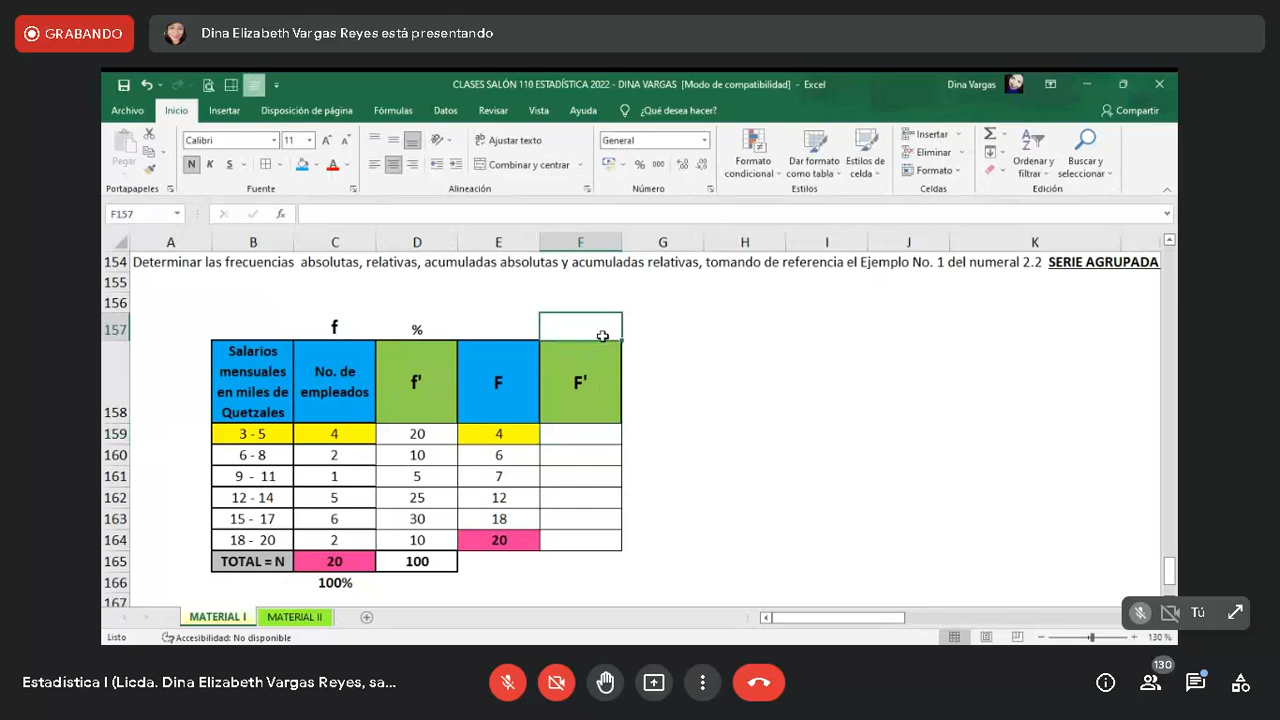 GRABANDO
Dina Elizabeth Vargas Reyes está presentando
CLASES SALÓN 110 ESTADÍSTICA 2022 - DINA VARGAS [Modo de compatibilidad] - Excel
Dina Vargas
Archivo Inicio Insertar Disposición de página Fórmulas Datos Revisar Vista Ayuda ¿Qué desea hacer? Compartir
Pegar
Calibri 11
N K S
Ajustar texto
Combinar y centrar
General
% 000
Formato condicional
Dar formato como tabla
Estilos de celda
Insertar
Eliminar
Formato
Ordenar y filtrar
Buscar y seleccionar
Portapapeles Fuente Alineación Número Estilos Celdas Edición
F157 fx
A B C D E F G H I J K
154 Determinar las frecuencias absolutas, relativas, acumuladas absolutas y acumuladas relativas, tomando de referencia el Ejemplo No. 1 del numeral 2.2 SERIE AGRUPADA
155
156
157 f %
158 Salarios mensuales en miles de Quetzales No. de empleados f' F F'
159 3 - 5 4 20 4
160 6 - 8 2 10 6
161 9 - 11 1 5 7
162 12 - 14 5 25 12
163 15 - 17 6 30 18
164 18 - 20 2 10 20
165 TOTAL = N 20 100
166 100%
167
MATERIAL I MATERIAL II
Listo Accesibilidad: No disponible 130 %
Tú
Estadística I (Licda. Dina Elizabeth Vargas Reyes, sa...
130